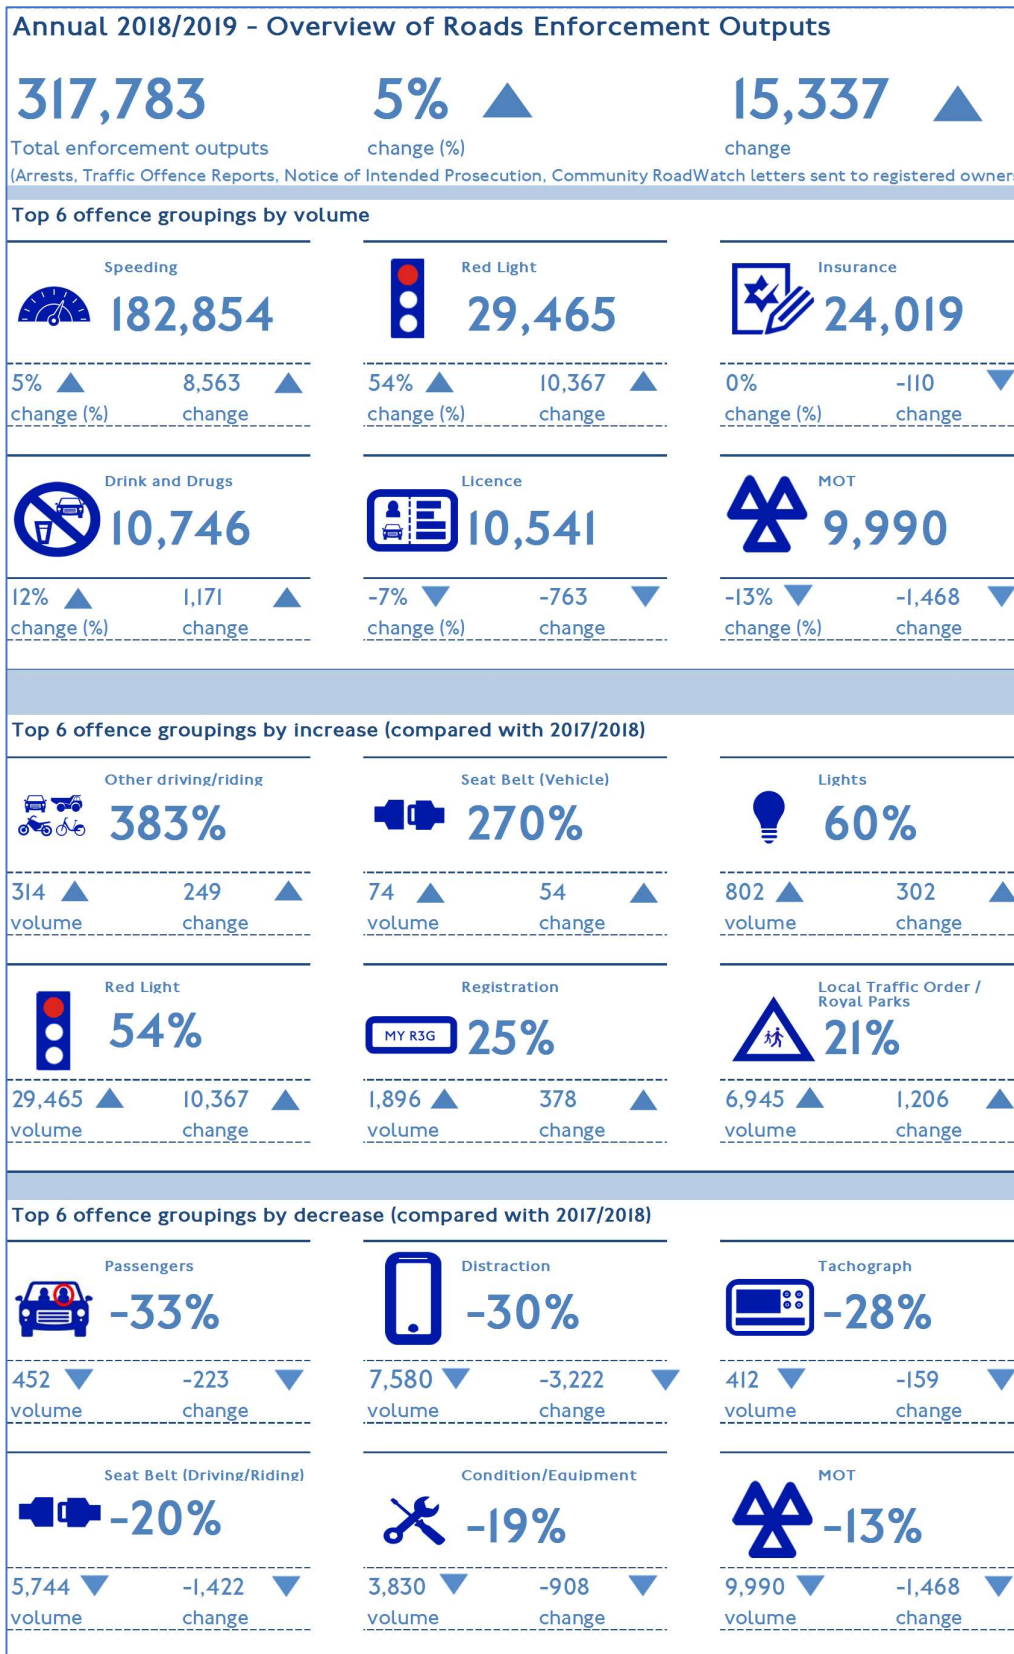 Annual 2018/2019 - Overview of Roads Enforcement Outputs
317,783 5% 15,337
Total enforcement outputs change (%) change
(Arrests, Traffic Offence Reports, Notice of Intended Prosecution, Community RoadWatch letters sent to registered owners
Top 6 offence groupings by volume
Speeding Red Light Insurance
182,854 29,465 24,019
5% 8,563 54% 10,367 0% -110
change (%) change change (%) change change (%) change
Drink and Drugs Licence MOT
10,746 10,541 9,990
12% 1,171 -7% -763 -13% -1,468
change (%) change change (%) change change (%) change
Top 6 offence groupings by increase (compared with 2017/2018)
Other driving/riding Seat Belt (Vehicle) Lights
383% 270% 60%
314 249 74 54 802 302
volume change volume change volume change
Red Light Registration Local Traffic Order /
Royal Parks
54% MY R3G 25% 21%
29,465 10,367 1,896 378 6,945 1,206
volume change volume change volume change
Top 6 offence groupings by decrease (compared with 2017/2018)
Passengers Distraction Tachograph
-33% -30% -28%
452 -223 7,580 -3,222 412 -159
volume change volume change volume change
Seat Belt (Driving/Riding) Condition/Equipment MOT
-20% -19% -13%
5,744 -1,422 3,830 -908 9,990 -1,468
volume change volume change volume change